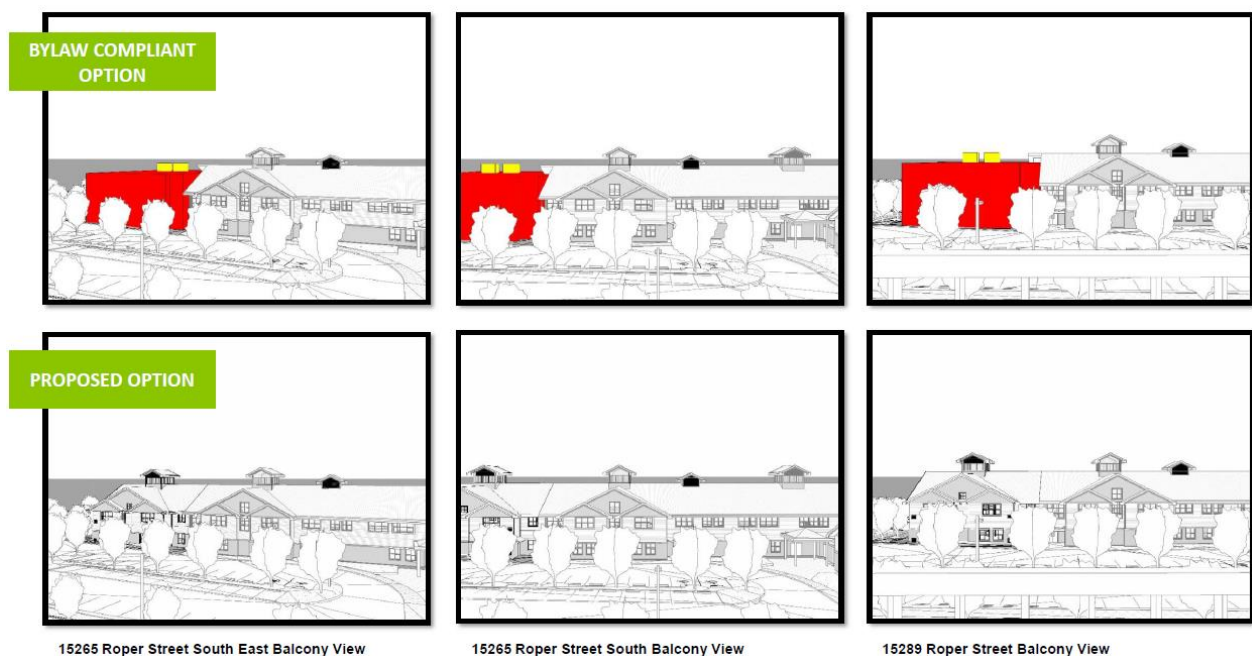 BYLAW COMPLIANT
OPTION
PROPOSED OPTION
15265 Roper Street South East Balcony View
15265 Roper Street South Balcony View
15289 Roper Street Balcony View